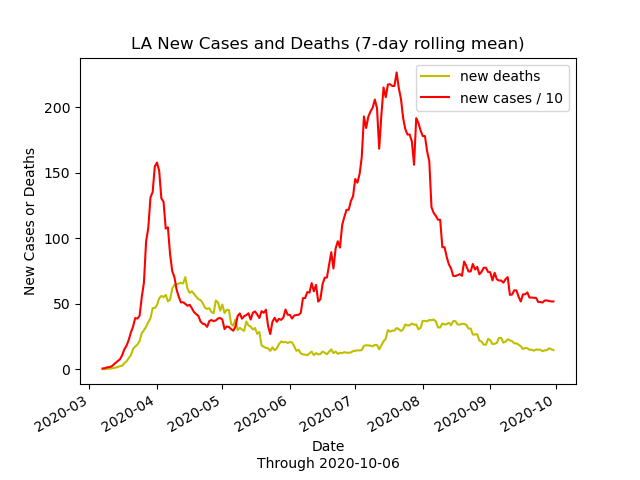 LA New Cases and Deaths (7-day rolling mean)
new deaths
new cases / 10
New Cases or Deaths
200
150
100
50
0
2020-03
2020-04
2020-05
2020-06
2020-07
2020-08
2020-09
2020-10
Date
Through 2020-10-06